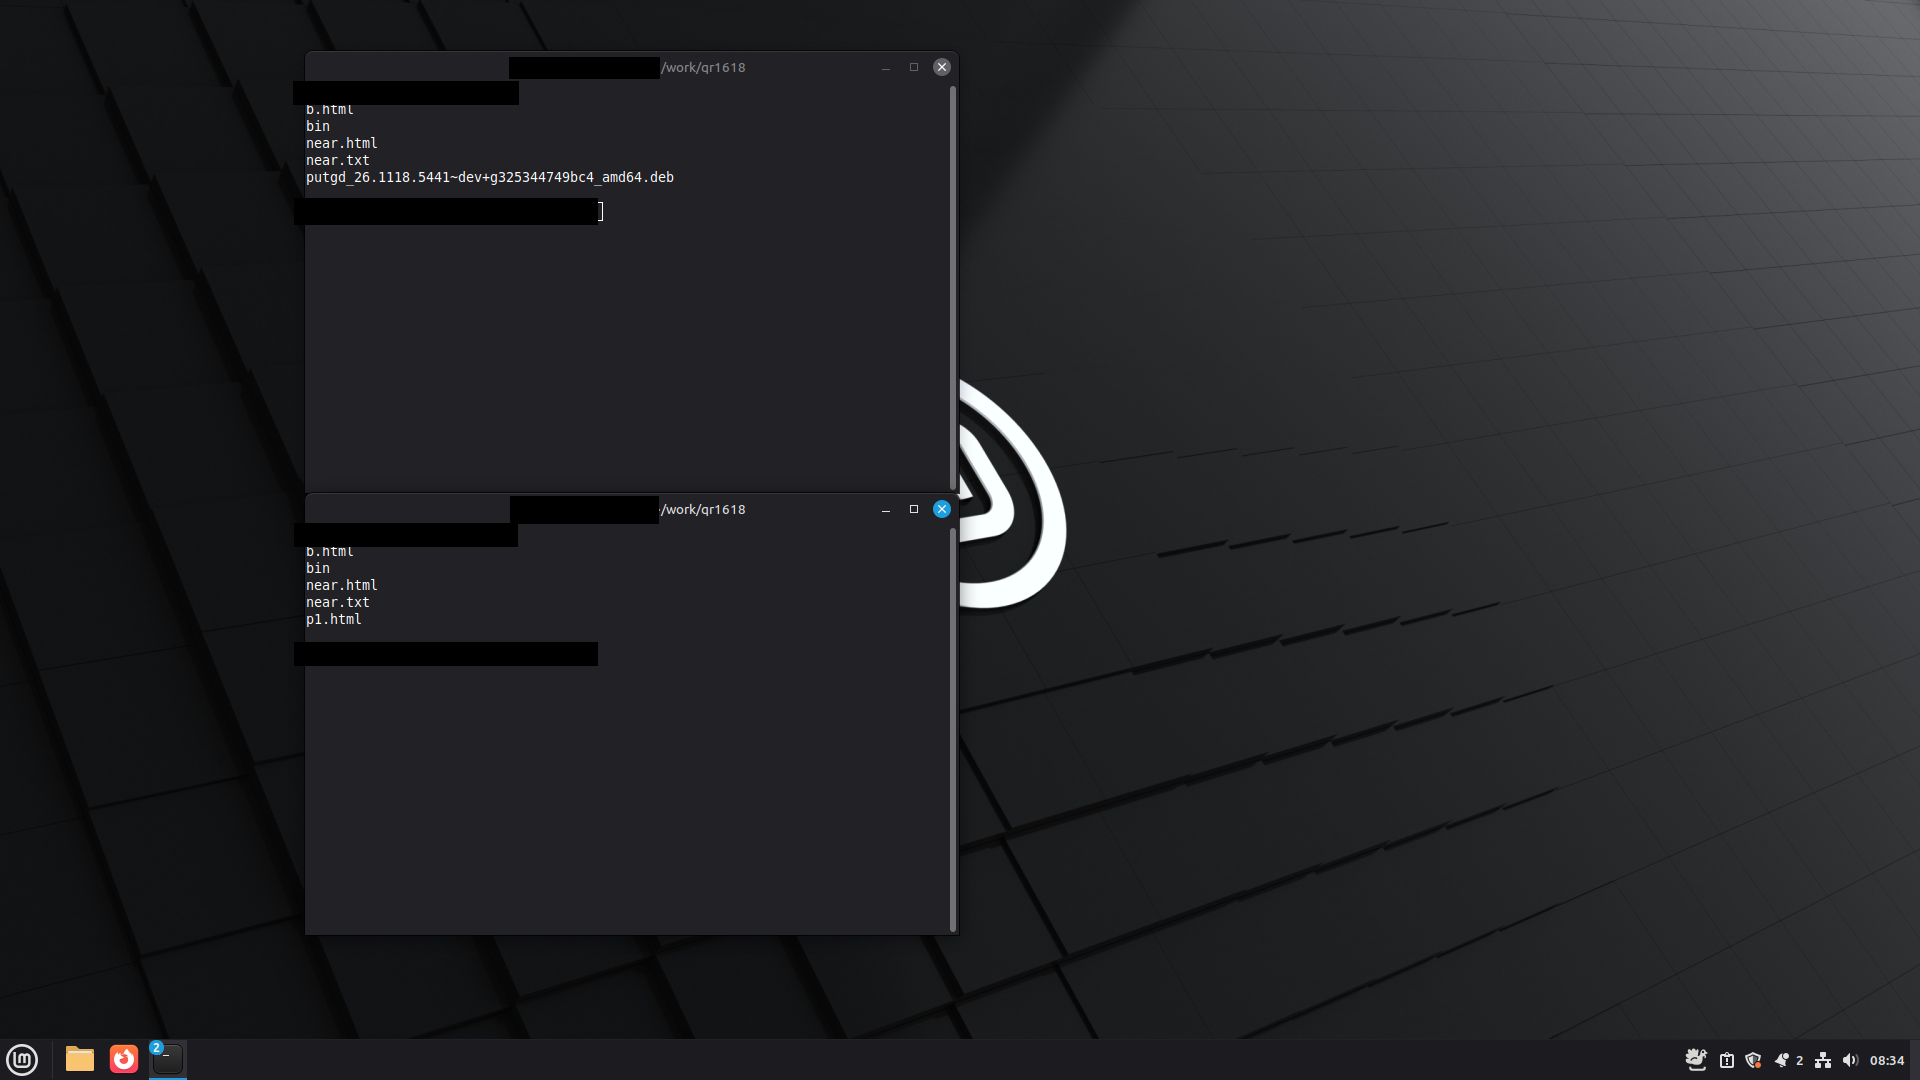 /work/qr1618
b.html
bin
near.html
near.txt
putgd_26.1118.5441~dev+g325344749bc4_amd64.deb
/work/qr1618
b.html
bin
near.html
near.txt
p1.html
2
2
08:34